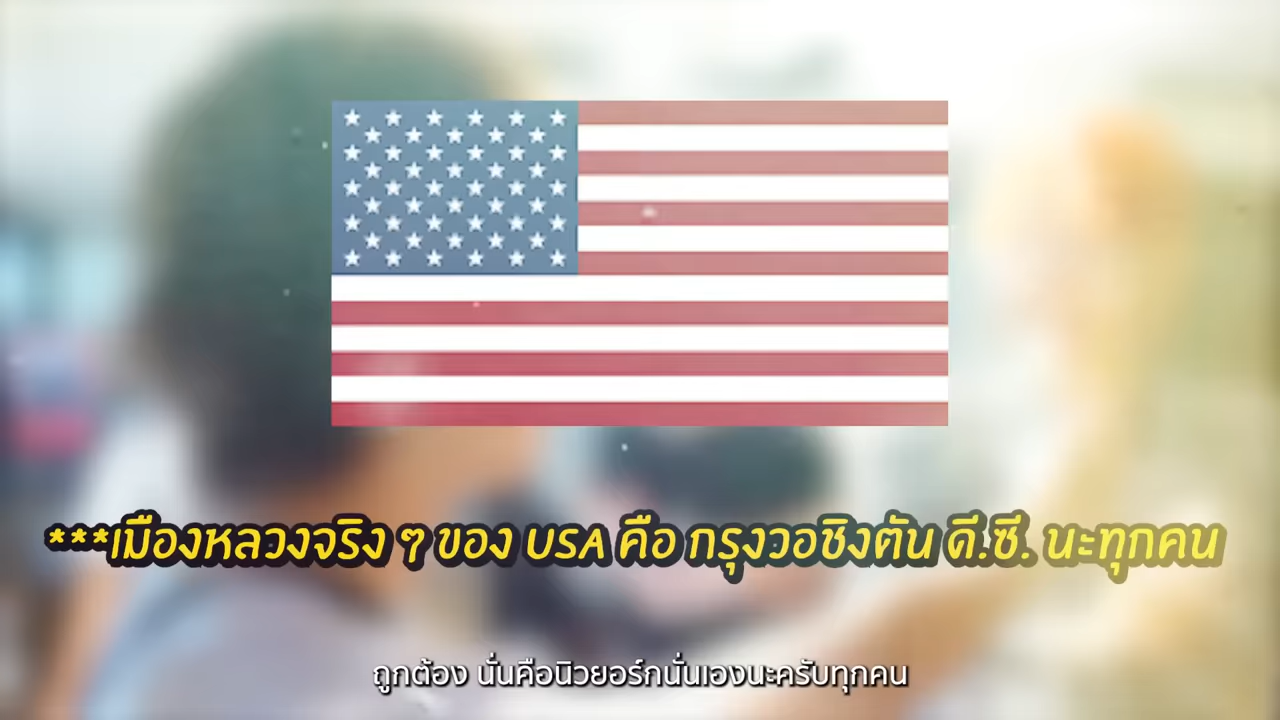 ***เมืองหลวงจริง ๆ ของ USA คือ กรุงวอชิงตัน ดี.ซี. นะทุกคน
ถูกต้อง นั่นคือนิวยอร์กนั่นเองนะครับทุกคน